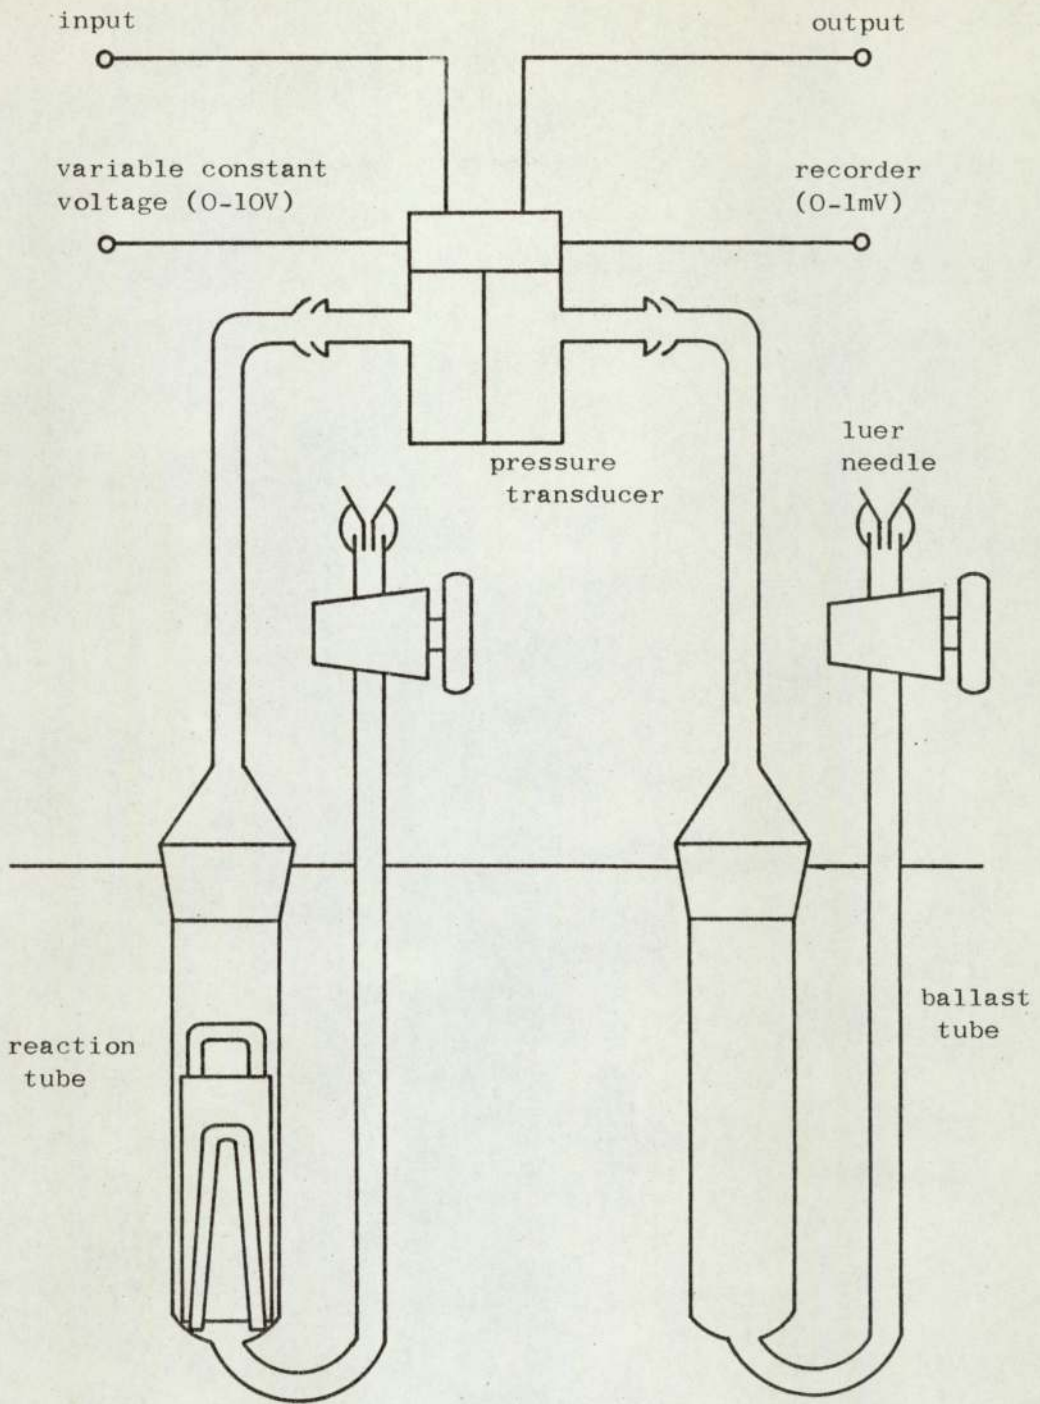 input
output
variable constant
voltage (0-10V)
recorder
(0-1mV)
luer
needle
pressure
transducer
ballast
tube
reaction
tube